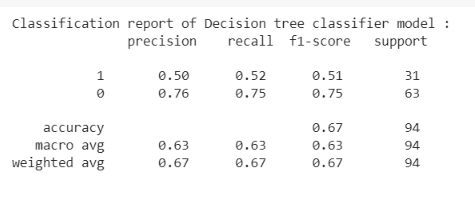 Classification report of Decision tree classifier model :
precision recall f1-score support
1 0.50 0.52 0.51 31
0 0.76 0.75 0.75 63
accuracy 0.67 94
macro avg 0.63 0.63 0.63 94
weighted avg 0.67 0.67 0.67 94